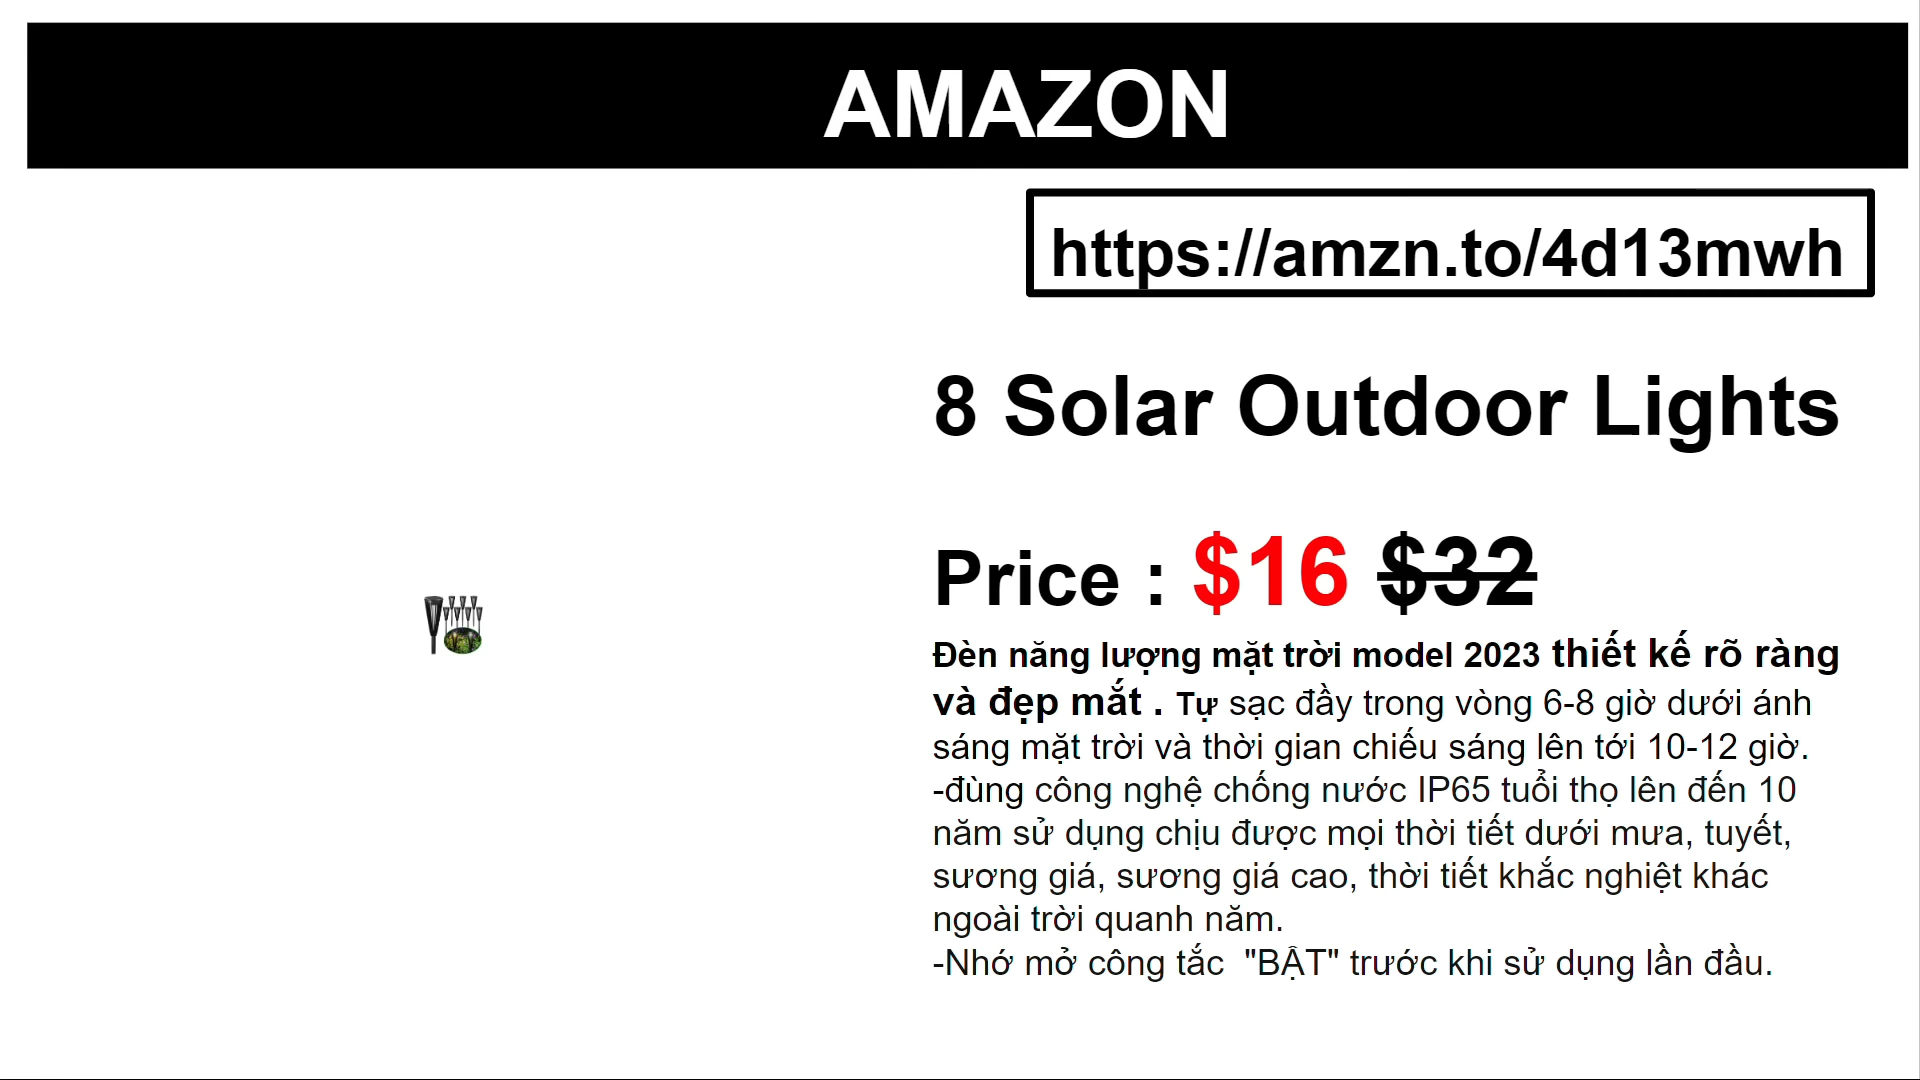 AMAZON
https://amzn.to/4d13mwh
8 Solar Outdoor Lights
Price : $16 $32
Đèn năng lượng mặt trời model 2023 thiết kế rõ ràng
và đẹp mắt . Tự sạc đầy trong vòng 6-8 giờ dưới ánh
sáng mặt trời và thời gian chiếu sáng lên tới 10-12 giờ.
-đùng công nghệ chống nước IP65 tuổi thọ lên đến 10
năm sử dụng chịu được mọi thời tiết dưới mưa, tuyết,
sương giá, sương giá cao, thời tiết khắc nghiệt khác
ngoài trời quanh năm.
-Nhớ mở công tắc  "BẬT" trước khi sử dụng lần đầu.